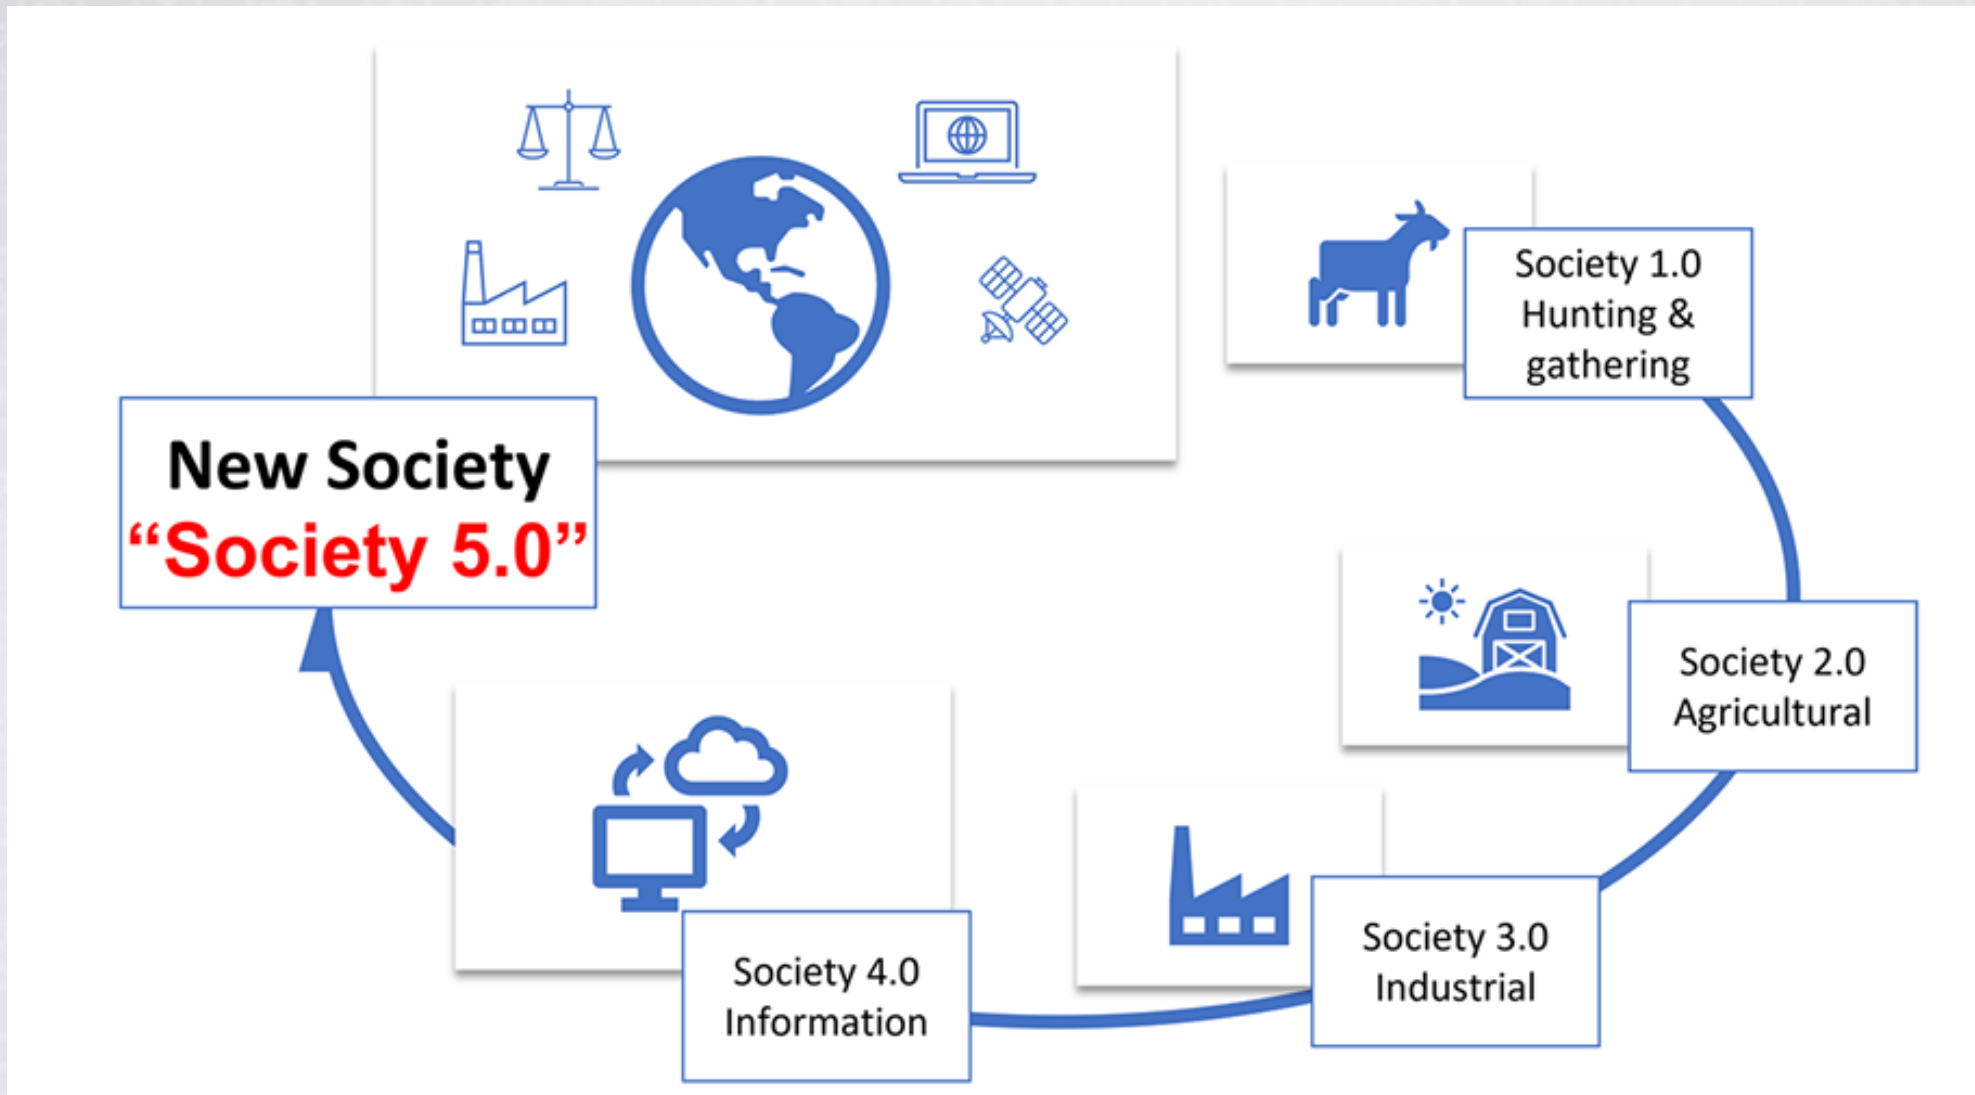 New Society
“Society 5.0”
Society 1.0
Hunting &
gathering
Society 2.0
Agricultural
Society 3.0
Industrial
Society 4.0
Information